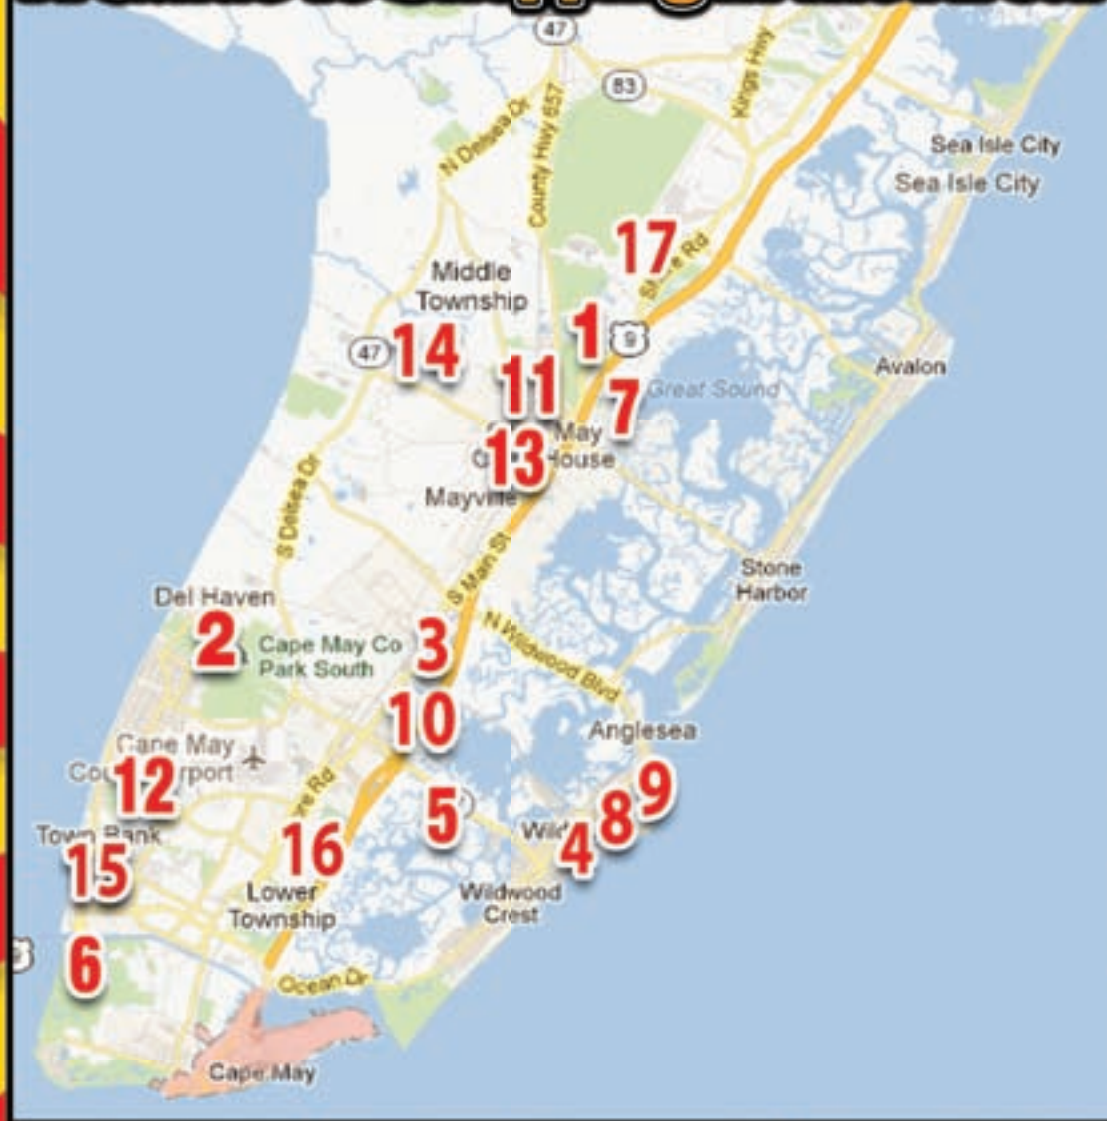 47
83
Kings Hwy
N Delsea Dr
County Hwy 657
Sea Isle City
Sea Isle City
17
Rd
Middle
Township
1
9
47
14
11
7
Great Sound
Avalon
May
13
House
Mayville
S Delsea Dr
S Main St
Stone
Harbor
Del Haven
2
Cape May Co
Park South
3
N Wildwood Blvd
10
Anglesea
Cape May
12
9
5
8
Town Bank
15
16
4
Lower
Township
Wildwood
Crest
6
Ocean Dr
Cape May